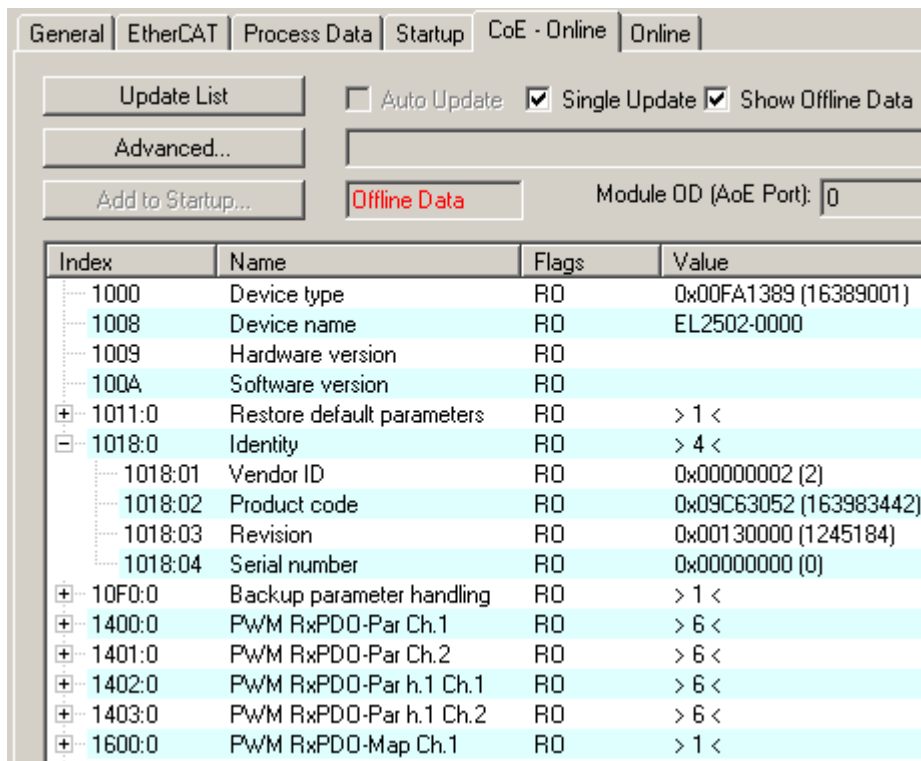 General EtherCAT Process Data Startup CoE - Online Online
Update List Auto Update Single Update Show Offline Data
Advanced...
Add to Startup... Offline Data Module OD (AoE Port): 0
Index Name Flags Value
1000 Device type RO 0x00FA1389 (16389001)
1008 Device name RO EL2502-0000
1009 Hardware version RO
100A Software version RO
1011:0 Restore default parameters RO > 1 <
1018:0 Identity RO > 4 <
1018:01 Vendor ID RO 0x00000002 (2)
1018:02 Product code RO 0x09C63052 (163983442)
1018:03 Revision RO 0x00130000 (1245184)
1018:04 Serial number RO 0x00000000 (0)
10F0:0 Backup parameter handling RO > 1 <
1400:0 PWM RxPDO-Par Ch.1 RO > 6 <
1401:0 PWM RxPDO-Par Ch.2 RO > 6 <
1402:0 PWM RxPDO-Par h.1 Ch.1 RO > 6 <
1403:0 PWM RxPDO-Par h.1 Ch.2 RO > 6 <
1600:0 PWM RxPDO-Map Ch.1 RO > 1 <